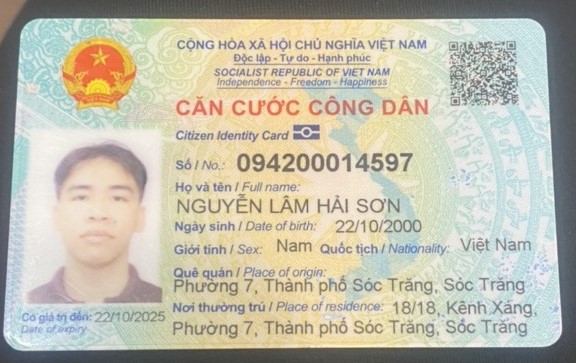 CỘNG HÒA XÃ HỘI CHỦ NGHĨA VIỆT NAM
Độc lập - Tự do - Hạnh phúc
SOCIALIST REPUBLIC OF VIET NAM
Independence - Freedom - Happiness
CĂN CƯỚC CÔNG DÂN
Citizen Identity Card
Số / No.: 094200014597
Họ và tên / Full name:
NGUYỄN LÂM HẢI SƠN
Ngày sinh / Date of birth: 22/10/2000
Giới tính / Sex: Nam Quốc tịch / Nationality: Việt Nam
Quê quán / Place of origin:
Phường 7, Thành phố Sóc Trăng, Sóc Trăng
Nơi thường trú / Place of residence: 18/18, Kênh Xáng,
Phường 7, Thành phố Sóc Trăng, Sóc Trăng
Có giá trị đến: 22/10/2025
Date of expiry